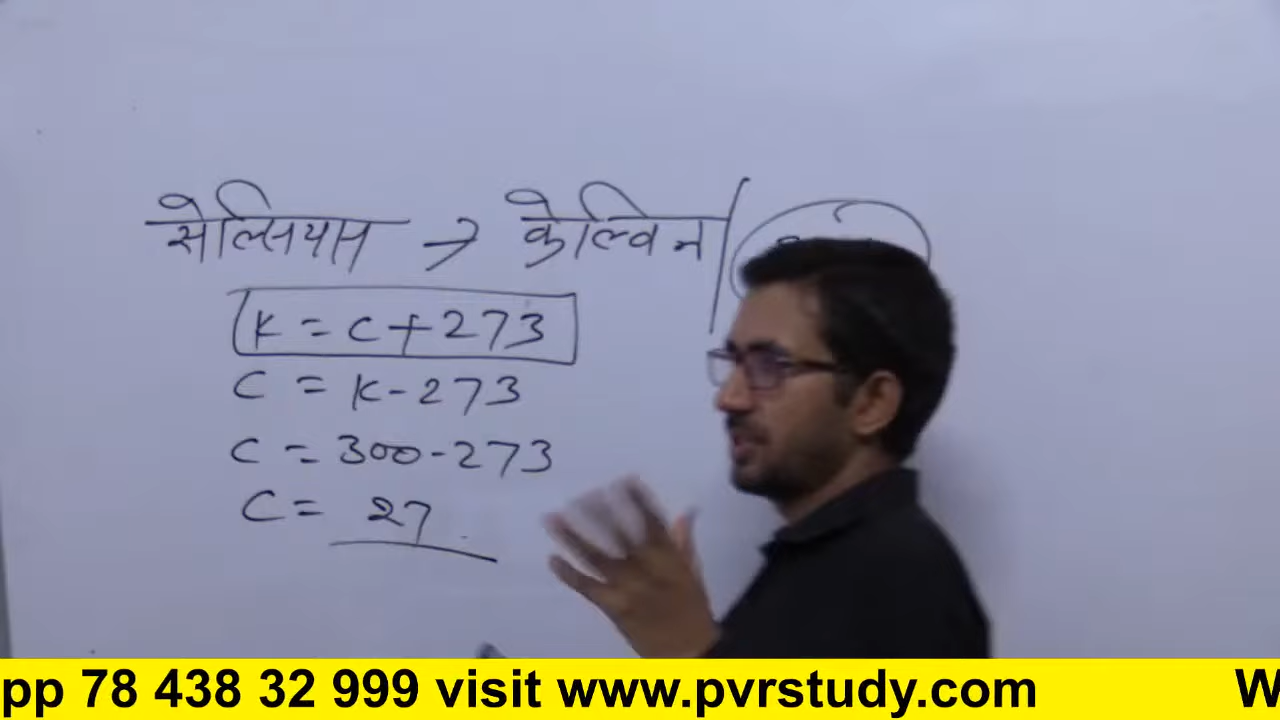 सेल्सियस → केल्विन
K = C + 273
C = K - 273
C = 300 - 273
C = 27
pp 78 438 32 999 visit www.pvrstudy.com W